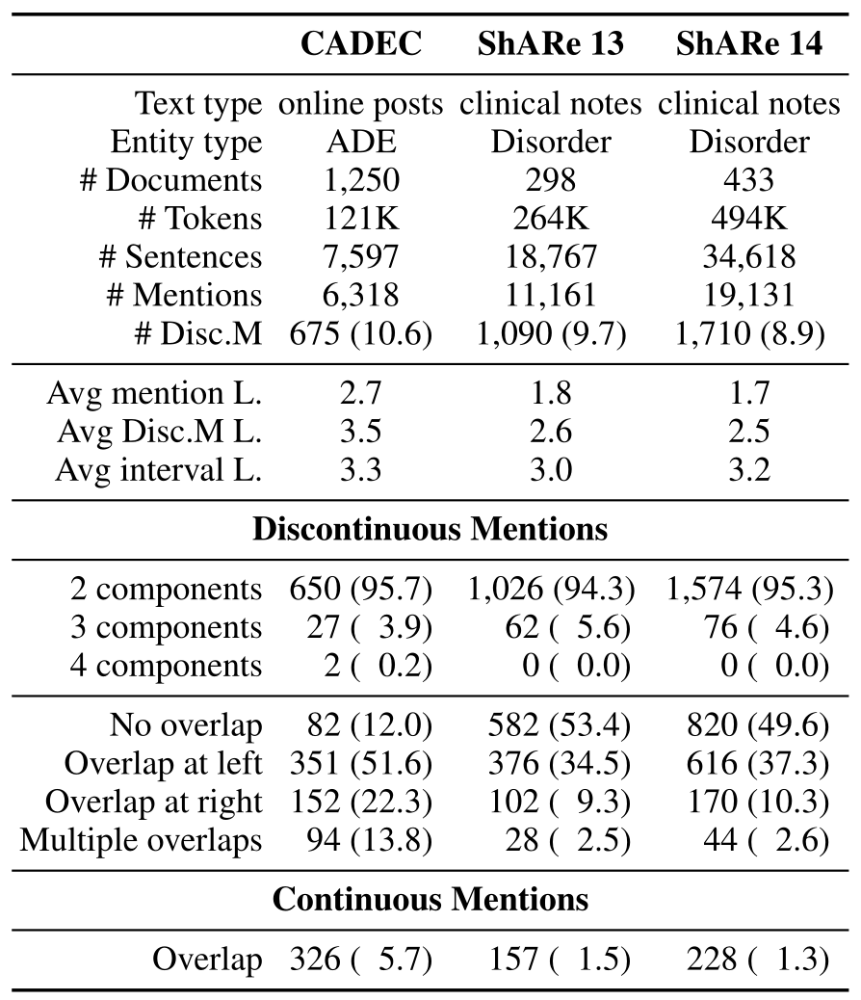 CADEC ShARe 13 ShARe 14
Text type online posts clinical notes clinical notes
Entity type ADE Disorder Disorder
# Documents 1,250 298 433
# Tokens 121K 264K 494K
# Sentences 7,597 18,767 34,618
# Mentions 6,318 11,161 19,131
# Disc.M 675 (10.6) 1,090 (9.7) 1,710 (8.9)
Avg mention L. 2.7 1.8 1.7
Avg Disc.M L. 3.5 2.6 2.5
Avg interval L. 3.3 3.0 3.2
Discontinuous Mentions
2 components 650 (95.7) 1,026 (94.3) 1,574 (95.3)
3 components 27 ( 3.9) 62 ( 5.6) 76 ( 4.6)
4 components 2 ( 0.2) 0 ( 0.0) 0 ( 0.0)
No overlap 82 (12.0) 582 (53.4) 820 (49.6)
Overlap at left 351 (51.6) 376 (34.5) 616 (37.3)
Overlap at right 152 (22.3) 102 ( 9.3) 170 (10.3)
Multiple overlaps 94 (13.8) 28 ( 2.5) 44 ( 2.6)
Continuous Mentions
Overlap 326 ( 5.7) 157 ( 1.5) 228 ( 1.3)